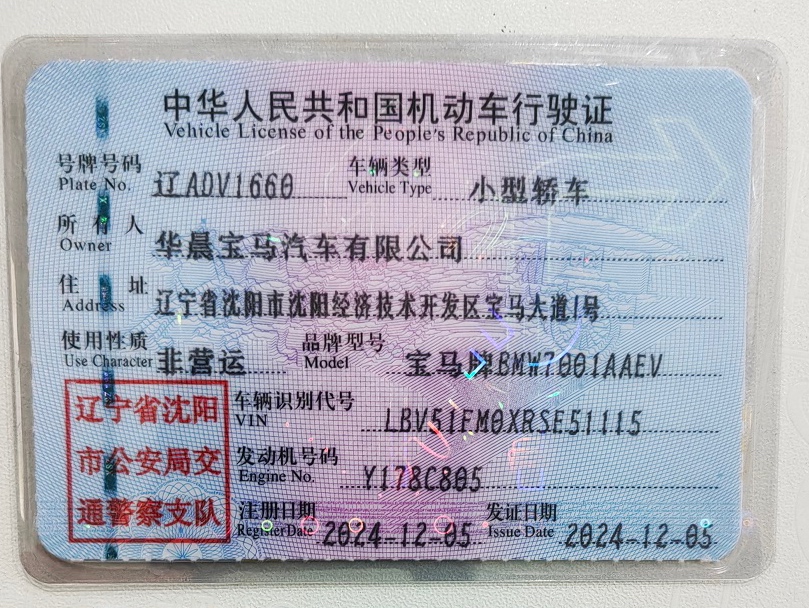 中华人民共和国机动车行驶证
Vehicle License of the People's Republic of China
号牌号码 辽ADV1660 车辆类型 小型轿车
Plate No. Vehicle Type
所有人 华晨宝马汽车有限公司
Owner
住址 辽宁省沈阳市沈阳经济技术开发区宝马大道1号
Address
使用性质 非营运 品牌型号 宝马牌BMW7001AAEV
Use Character Model
辽宁省沈阳
市公安局交
通警察支队
车辆识别代号 LBV51FM0XRSE51115
VIN
发动机号码 Y178C805
Engine No.
注册日期 2024-12-05 发证日期 2024-12-05
Register Date Issue Date